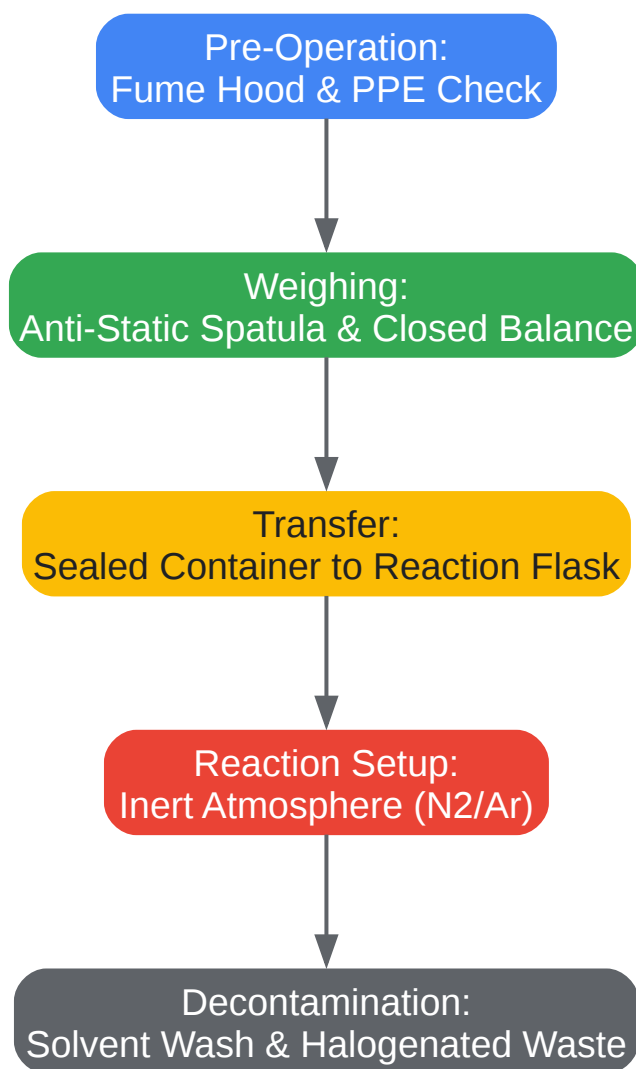 Pre-Operation:
Fume Hood & PPE Check
Weighing:
Anti-Static Spatula & Closed Balance
Transfer:
Sealed Container to Reaction Flask
Reaction Setup:
Inert Atmosphere (N2/Ar)
Decontamination:
Solvent Wash & Halogenated Waste